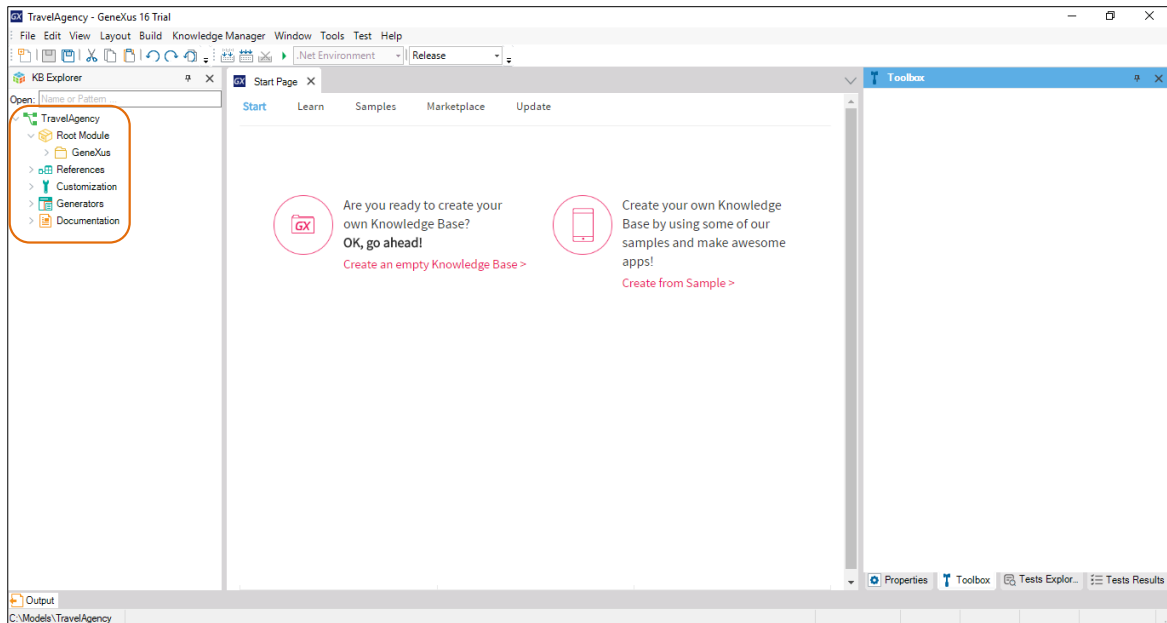 GX TravelAgency - GeneXus 16 Trial
File Edit View Layout Build Knowledge Manager Window Tools Test Help
.Net Environment Release
KB Explorer
Open: Name or Pattern
TravelAgency
Root Module
GeneXus
References
Customization
Generators
Documentation
GX Start Page
Start Learn Samples Marketplace Update
GX
Are you ready to create your
own Knowledge Base?
OK, go ahead!
Create an empty Knowledge Base >
Create your own Knowledge
Base by using some of our
samples and make awesome
apps!
Create from Sample >
Toolbox
Properties Toolbox Tests Explor... Tests Results
Output
C:\Models\TravelAgency